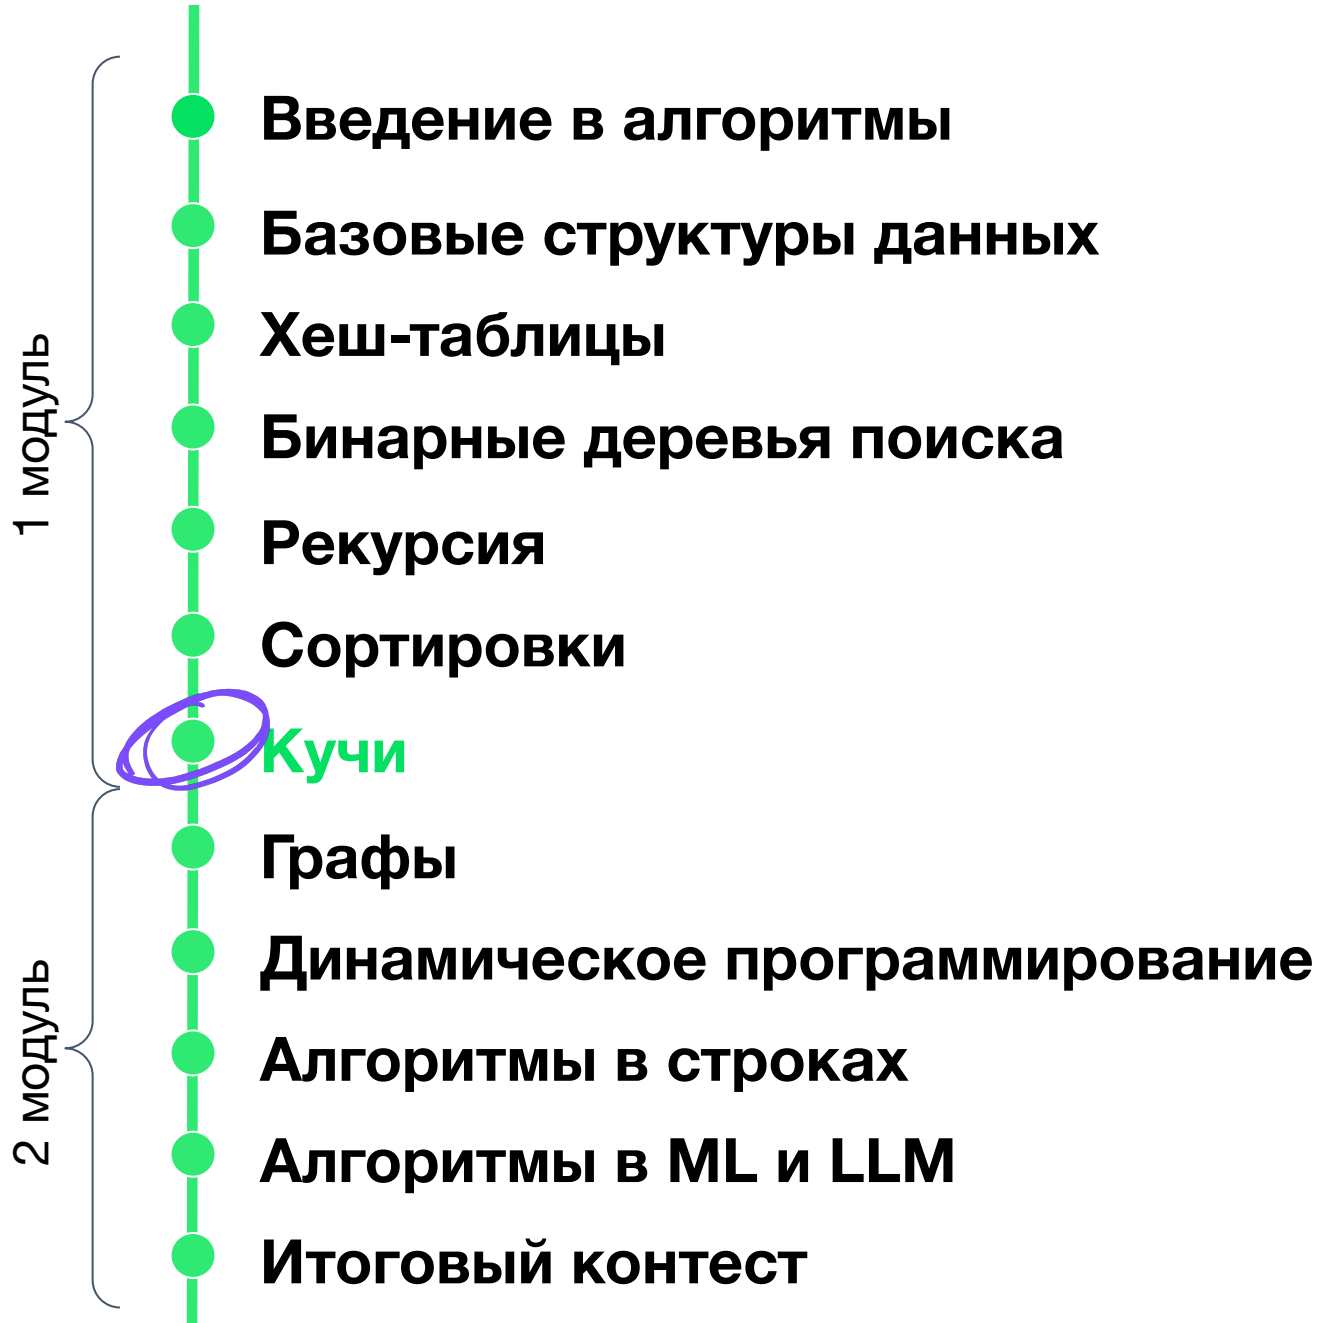 1 модуль
Введение в алгоритмы
Базовые структуры данных
Хеш-таблицы
Бинарные деревья поиска
Рекурсия
Сортировки
Кучи
2 модуль
Графы
Динамическое программирование
Алгоритмы в строках
Алгоритмы в ML и LLM
Итоговый контест